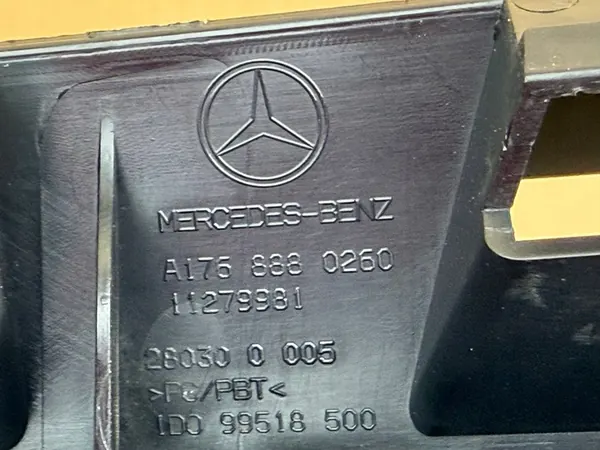 MERCEDES-BENZ
A176 888 0260
11279981
28030 0 005
>PC/PBT<
1D0 99518 500